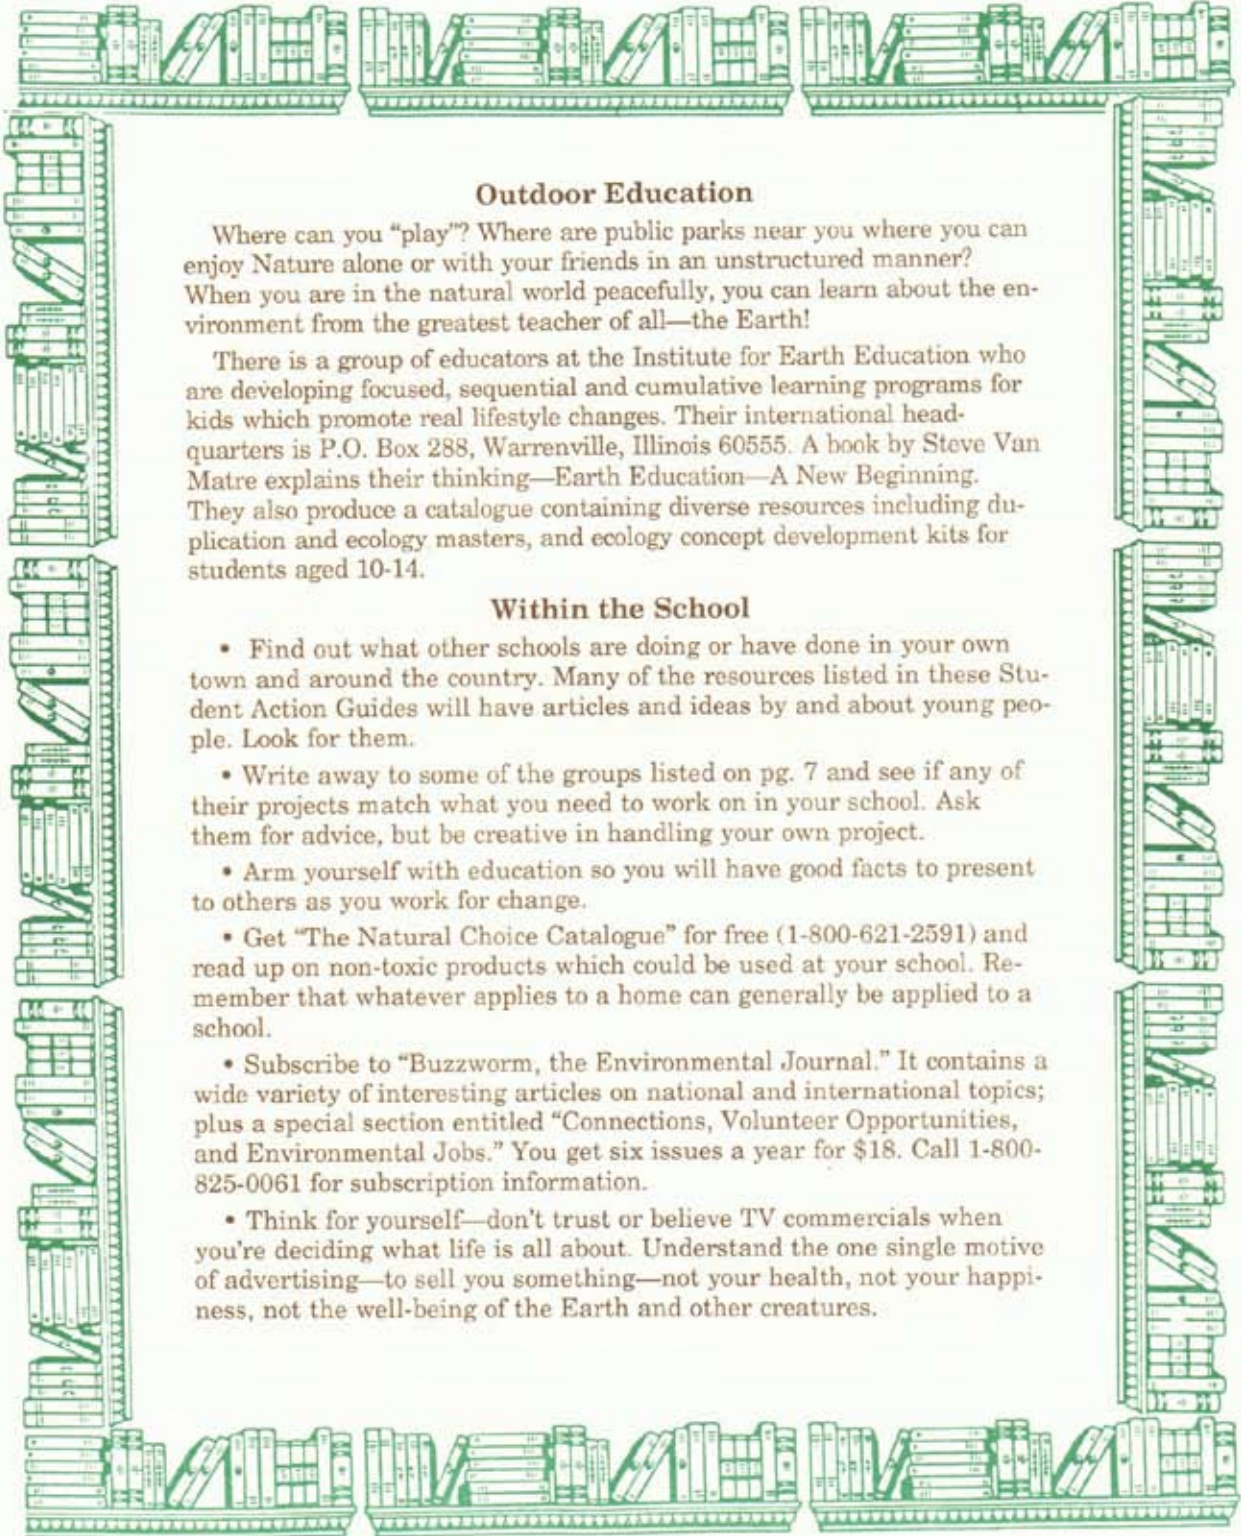 Outdoor Education
Where can you "play"? Where are public parks near you where you can
enjoy Nature alone or with your friends in an unstructured manner?
When you are in the natural world peacefully, you can learn about the en-
vironment from the greatest teacher of all—the Earth!
There is a group of educators at the Institute for Earth Education who
are developing focused, sequential and cumulative learning programs for
kids which promote real lifestyle changes. Their international head-
quarters is P.O. Box 288, Warrenville, Illinois 60555. A book by Steve Van
Matre explains their thinking—Earth Education—A New Beginning.
They also produce a catalogue containing diverse resources including du-
plication and ecology masters, and ecology concept development kits for
students aged 10-14.
Within the School
• Find out what other schools are doing or have done in your own
town and around the country. Many of the resources listed in these Stu-
dent Action Guides will have articles and ideas by and about young peo-
ple. Look for them.
• Write away to some of the groups listed on pg. 7 and see if any of
their projects match what you need to work on in your school. Ask
them for advice, but be creative in handling your own project.
• Arm yourself with education so you will have good facts to present
to others as you work for change.
• Get "The Natural Choice Catalogue" for free (1-800-621-2591) and
read up on non-toxic products which could be used at your school. Re-
member that whatever applies to a home can generally be applied to a
school.
• Subscribe to "Buzzworm, the Environmental Journal." It contains a
wide variety of interesting articles on national and international topics;
plus a special section entitled "Connections, Volunteer Opportunities,
and Environmental Jobs." You get six issues a year for $18. Call 1-800-
825-0061 for subscription information.
• Think for yourself—don't trust or believe TV commercials when
you're deciding what life is all about. Understand the one single motive
of advertising—to sell you something—not your health, not your happi-
ness, not the well-being of the Earth and other creatures.